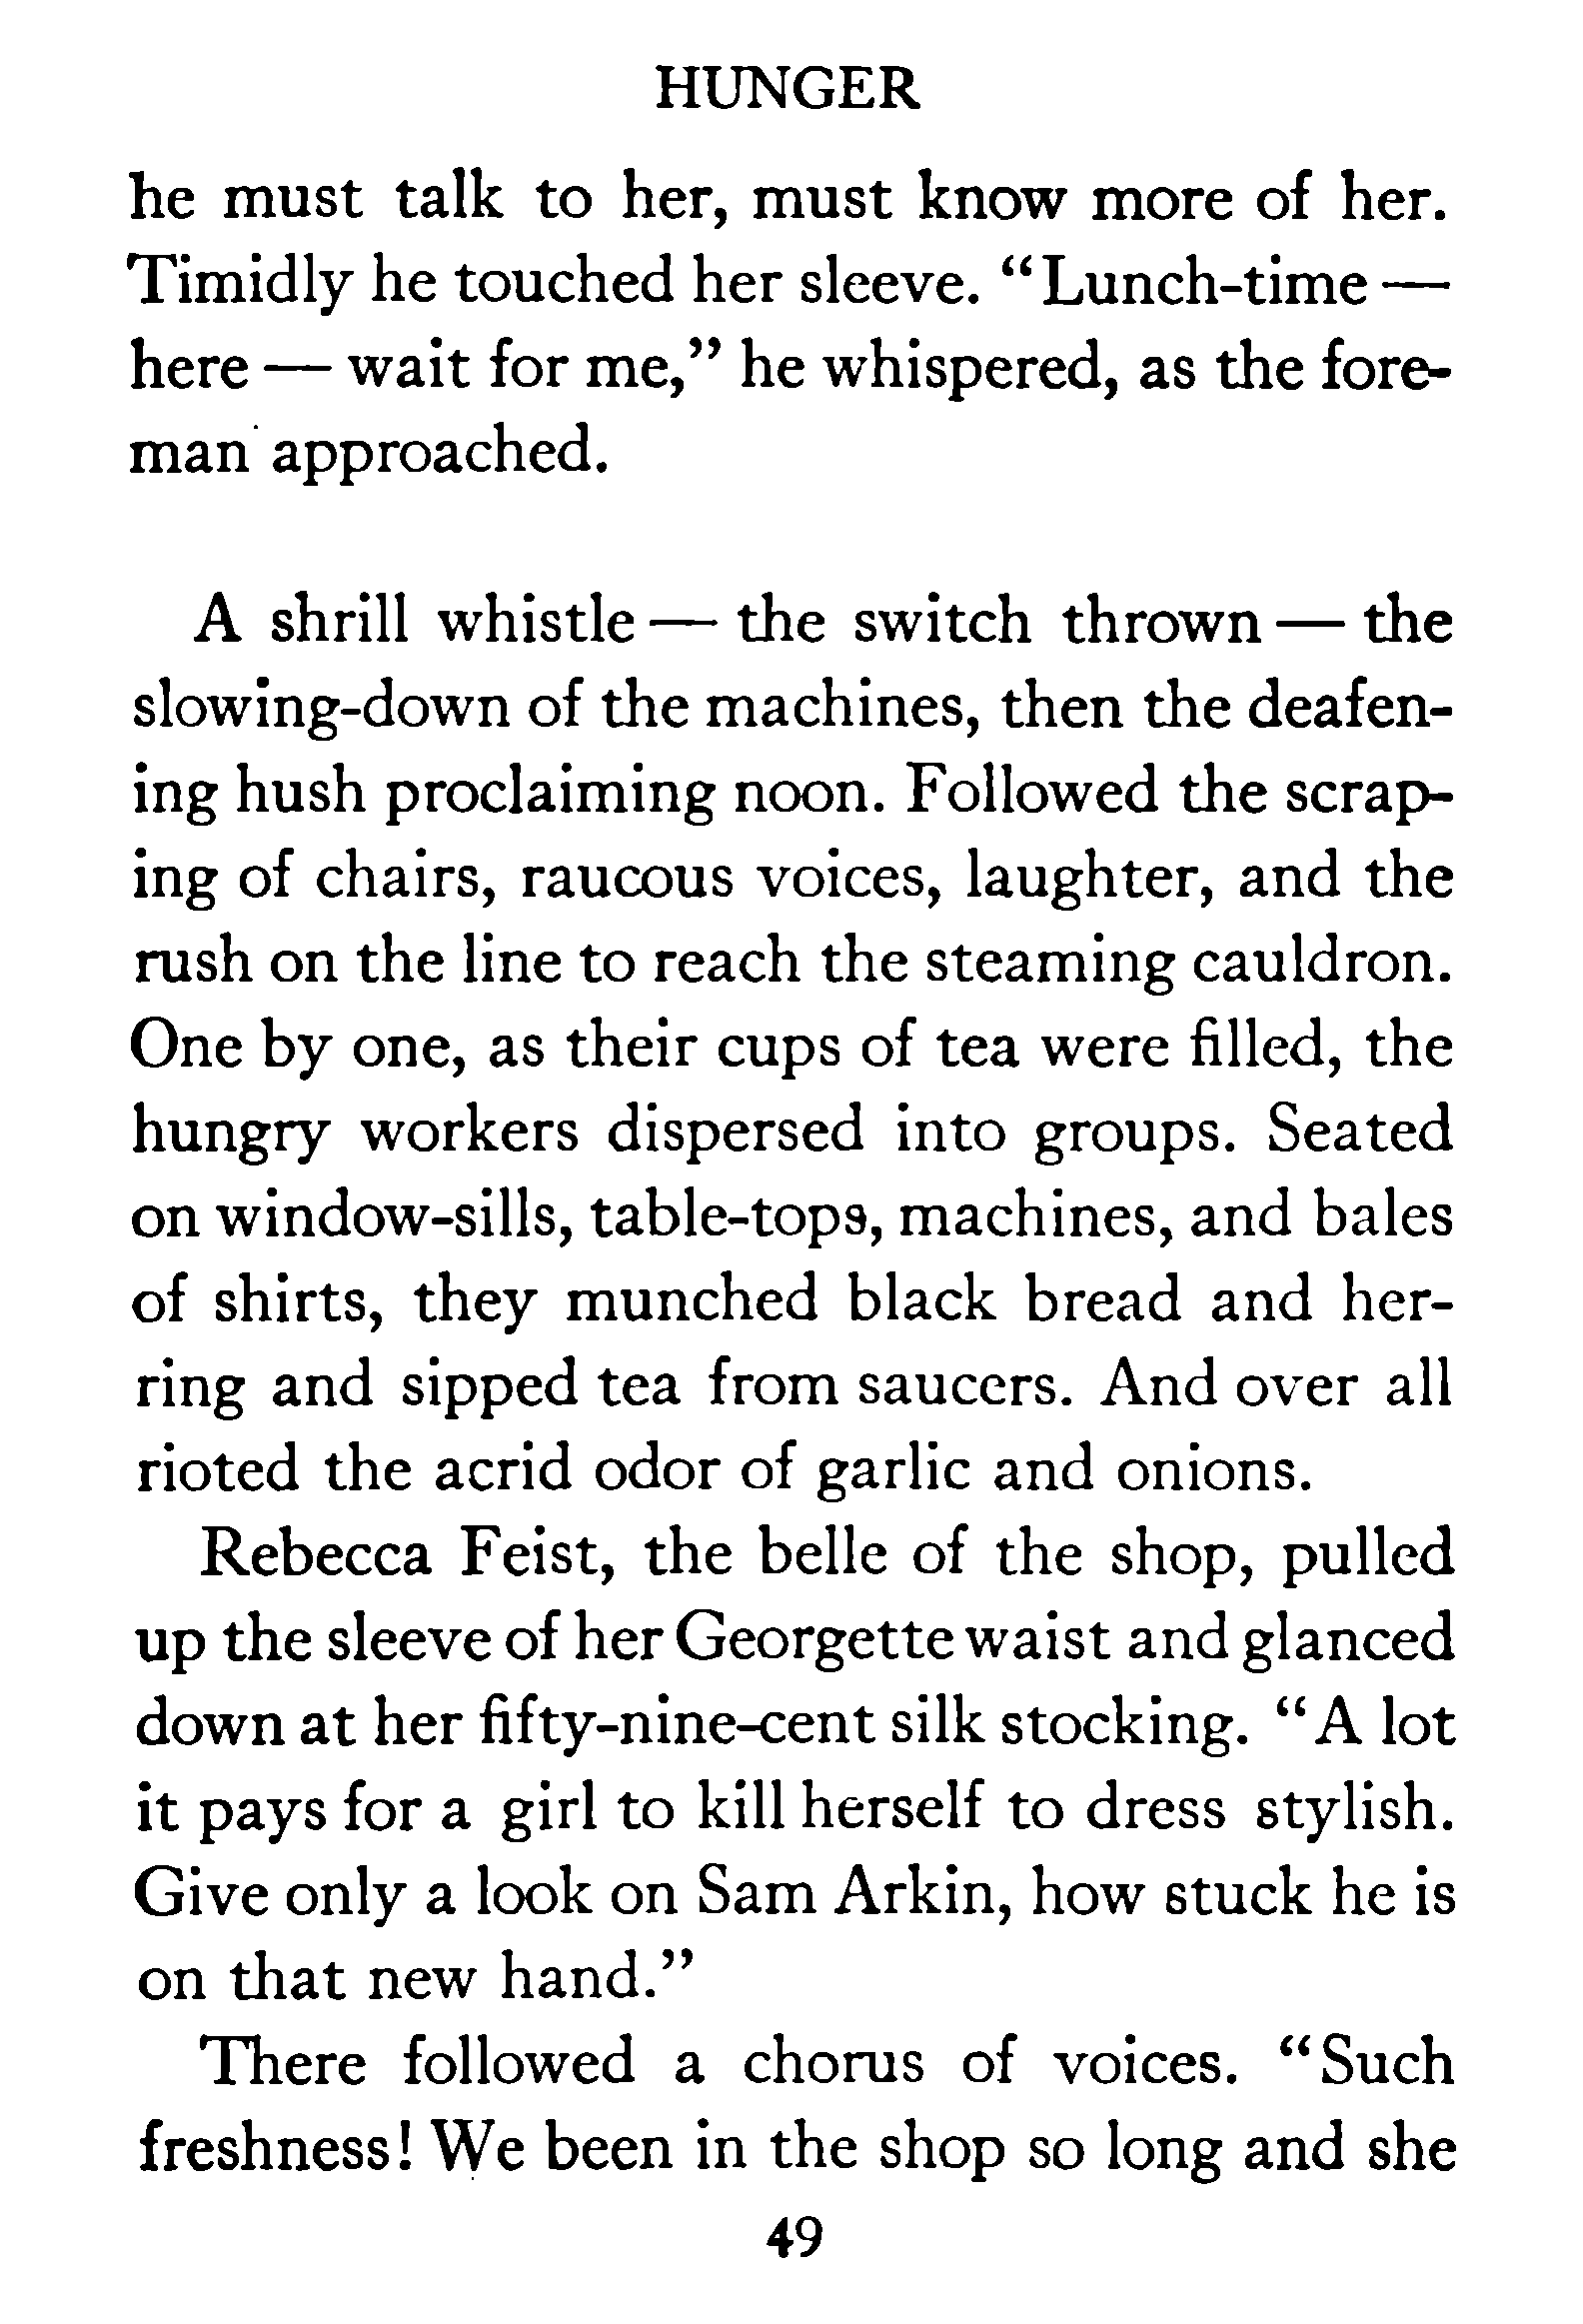 HUNGER
he must talk to her, must know more of her.
Timidly he touched her sleeve. “Lunch-time —
here — wait for me,” he whispered, as the fore-
man approached.
A shrill whistle — the switch thrown — the
slowing-down of the machines, then the deafen-
ing hush proclaiming noon. Followed the scrap-
ing of chairs, raucous voices, laughter, and the
rush on the line to reach the steaming cauldron.
One by one, as their cups of tea were filled, the
hungry workers dispersed into groups. Seated
on window-sills, table-tops, machines, and bales
of shirts, they munched black bread and her-
ring and sipped tea from saucers. And over all
rioted the acrid odor of garlic and onions.
Rebecca Feist, the belle of the shop, pulled
up the sleeve of her Georgette waist and glanced
down at her fifty-nine-cent silk stocking. “A lot
it pays for a girl to kill herself to dress stylish.
Give only a look on Sam Arkin, how stuck he is
on that new hand.”
There followed a chorus of voices. “Such
freshness! We been in the shop so long and she
49